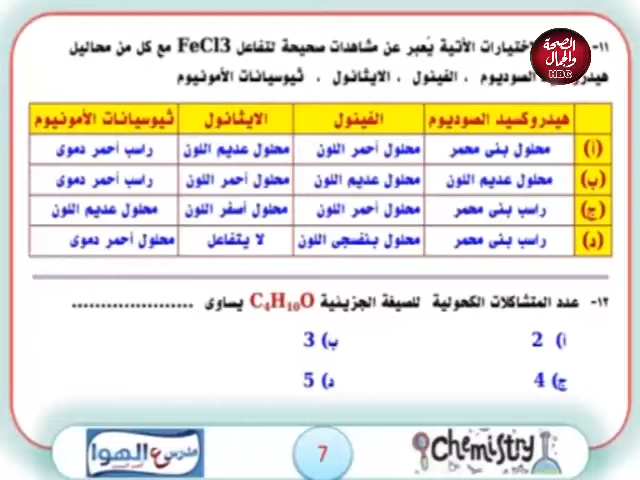 الصحة
والجمال
HBG
١١- الاختيارات الأتية يُعبر عن مشاهدات صحيحة لتفاعل FeCl3 مع كل من محاليل
هيدروكسيد الصوديوم ، الفينول ، الايثانول ، ثيوسيانات الأمونيوم
هيدروكسيد الصوديوم الفينول الايثانول ثيوسيانات الأمونيوم
(أ) محلول بنى محمر محلول أحمر اللون محلول عديم اللون راسب أحمر دموى
(ب) محلول عديم اللون محلول عديم اللون محلول أحمر اللون راسب أحمر دموى
(ج) راسب بنى محمر محلول أحمر اللون محلول أصفر اللون محلول عديم اللون
(د) راسب بنى محمر محلول بنفسجى اللون لا يتفاعل محلول أحمر دموى
١٢- عدد المتشاكلات الكحولية للصيغة الجزيئية C₄H₁₀O يساوى ......................
أ) 2 ب) 3
ج) 4 د) 5
مدرس ع الهوا
7
Chemistry